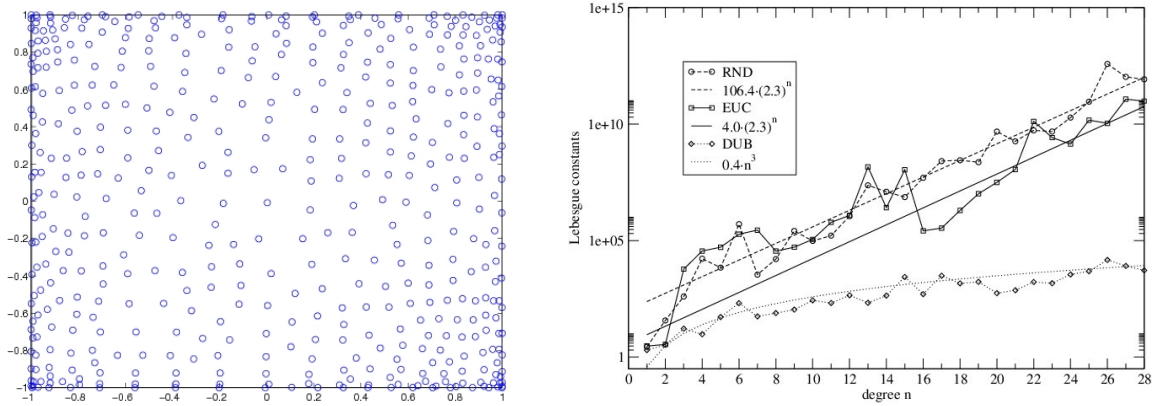 1
0.8
0.6
0.4
0.2
0
−0.2
−0.4
−0.6
−0.8
−1
−1 −0.8 −0.6 −0.4 −0.2 0 0.2 0.4 0.6 0.8 1
1e+15
1e+10
1e+05
1
Lebesgue constants
RND
106.4·(2.3)^n
EUC
4.0·(2.3)^n
DUB
0.4·n^3
0 2 4 6 8 10 12 14 16 18 20 22 24 26 28
degree n